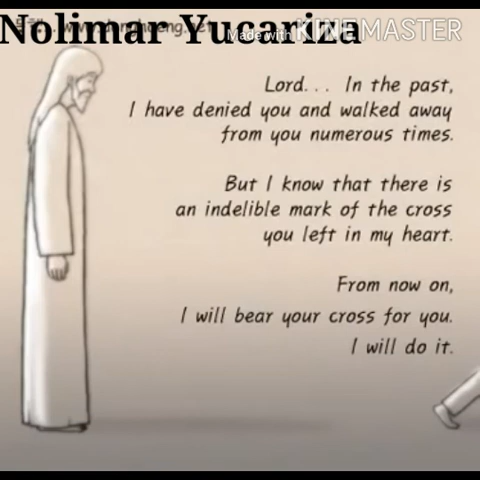 Nolimar Yucariza
Made with KINEMASTER
Lord... In the past,
I have denied you and walked away
from you numerous times.
But I know that there is
an indelible mark of the cross
you left in my heart.
From now on,
I will bear your cross for you.
I will do it.